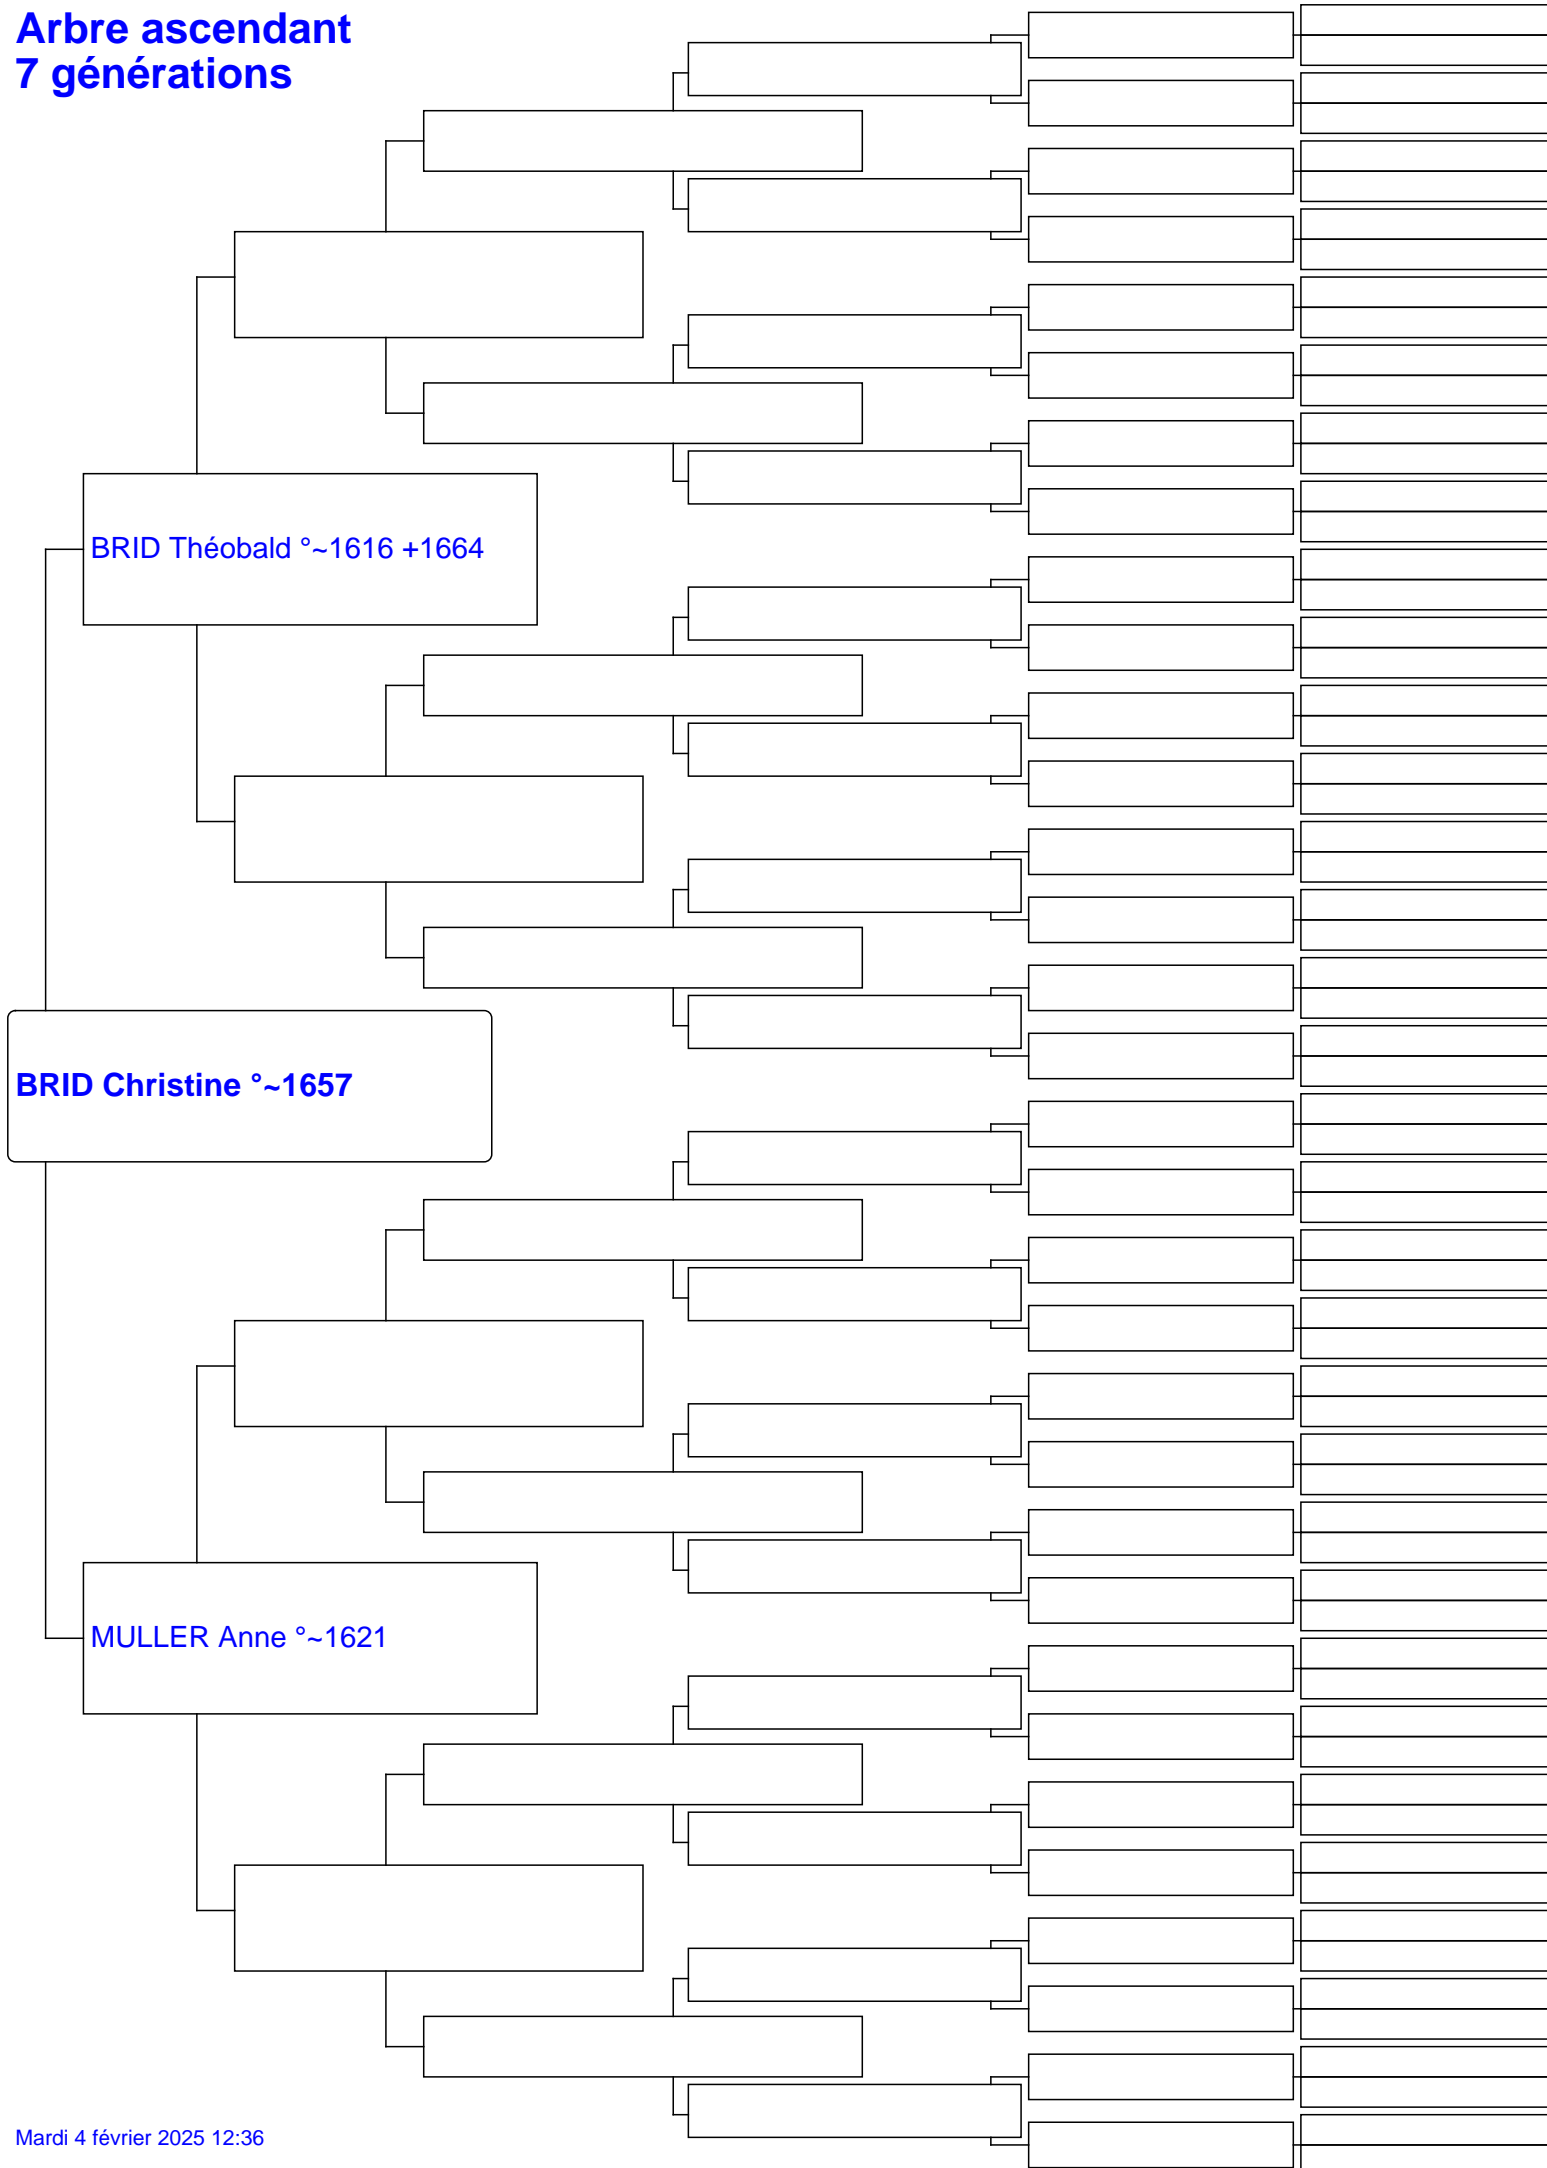 Arbre ascendant
7 générations
BRID Théobald °~1616 +1664
BRID Christine °~1657
MULLER Anne °~1621
Mardi 4 février 2025 12:36